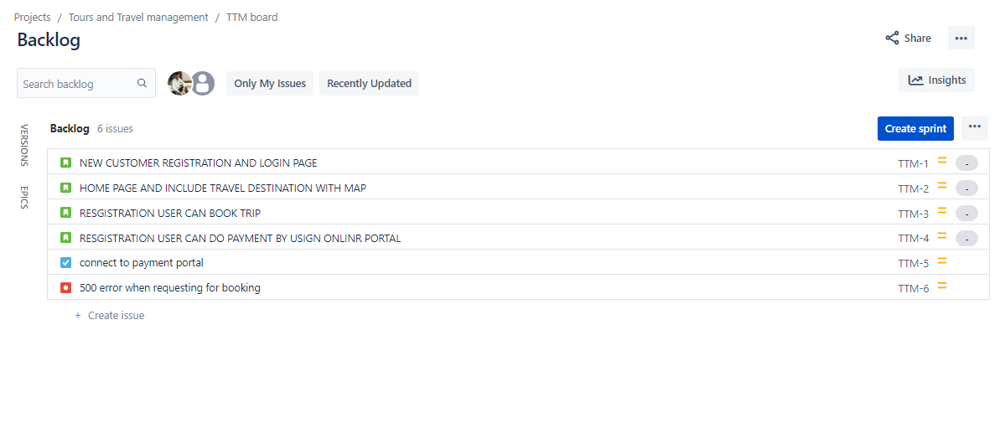 Projects / Tours and Travel management / TTM board
Backlog
Share
Search backlog
Only My Issues
Recently Updated
Insights
VERSIONS
EPICS
Backlog 6 issues
Create sprint
NEW CUSTOMER REGISTRATION AND LOGIN PAGE TTM-1 -
HOME PAGE AND INCLUDE TRAVEL DESTINATION WITH MAP TTM-2 -
RESGISTRATION USER CAN BOOK TRIP TTM-3 -
RESGISTRATION USER CAN DO PAYMENT BY USIGN ONLINR PORTAL TTM-4 -
connect to payment portal TTM-5
500 error when requesting for booking TTM-6
+ Create issue